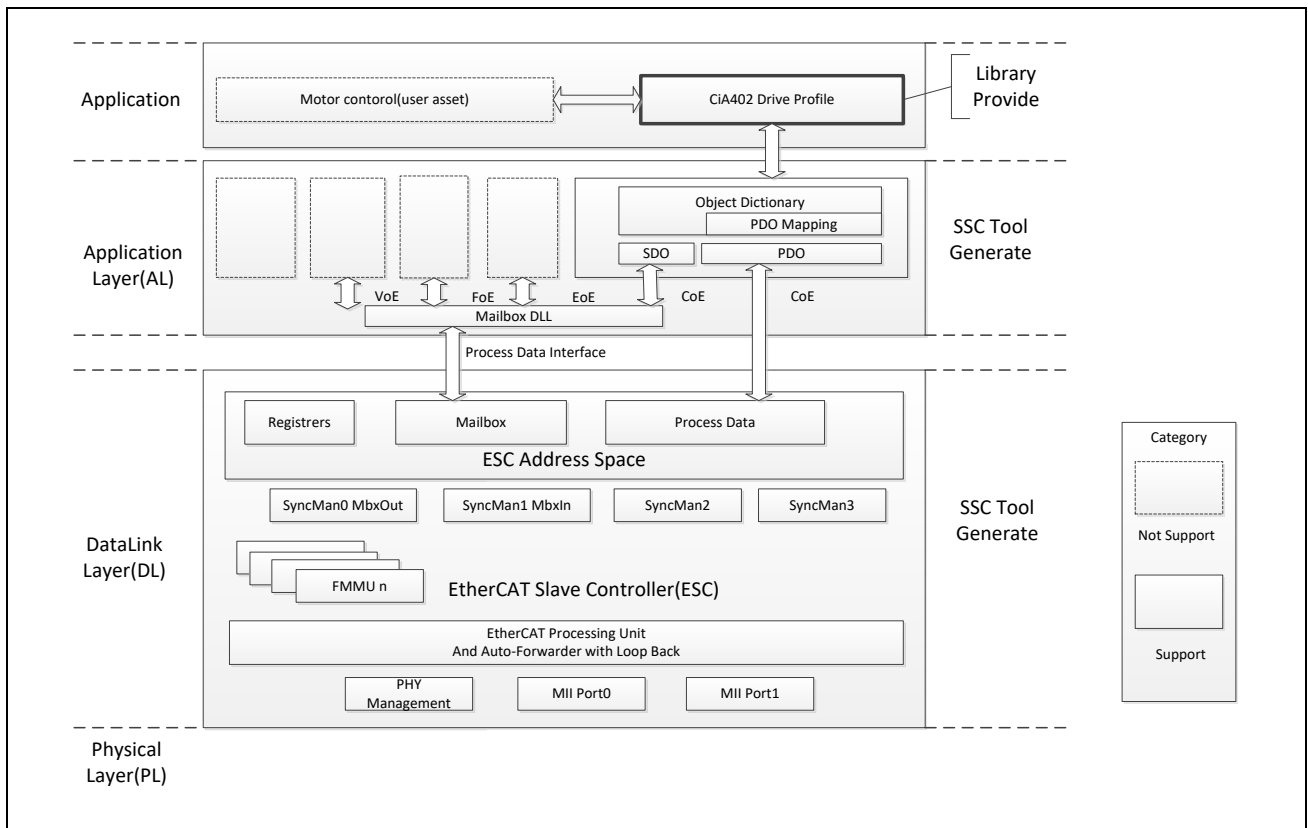 Application
Motor contorol(user asset)
CiA402 Drive Profile
Library
Provide
Application
Layer(AL)
Object Dictionary
PDO Mapping
SDO
PDO
VoE
FoE
EoE
CoE
CoE
Mailbox DLL
SSC Tool
Generate
Process Data Interface
DataLink
Layer(DL)
Registrers
Mailbox
Process Data
ESC Address Space
SyncMan0 MbxOut
SyncMan1 MbxIn
SyncMan2
SyncMan3
FMMU n
EtherCAT Slave Controller(ESC)
EtherCAT Processing Unit
And Auto-Forwarder with Loop Back
PHY
Management
MII Port0
MII Port1
SSC Tool
Generate
Category
Not Support
Support
Physical
Layer(PL)